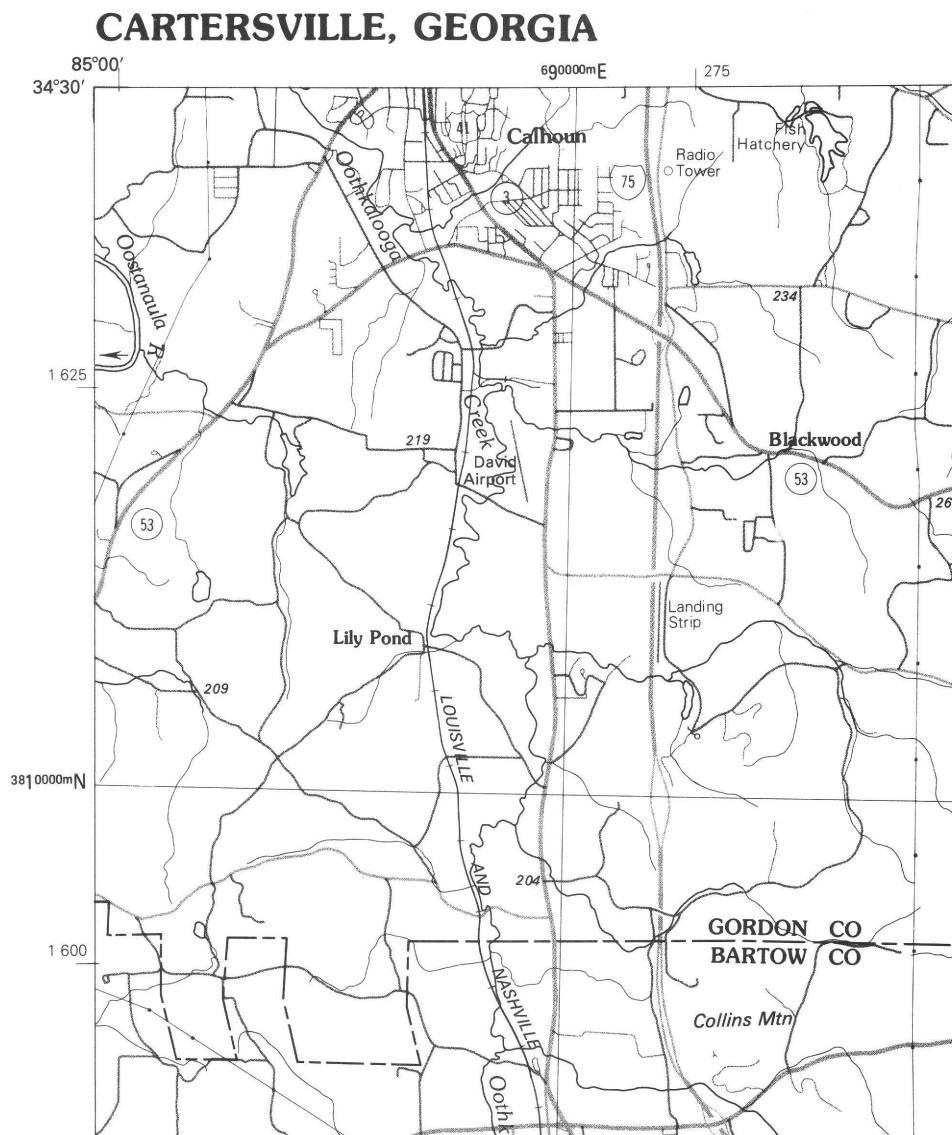 CARTERSVILLE, GEORGIA
85°00'
34°30'
690000mE
275
41
Calhoun
Fish
Hatchery
Radio
Tower
75
3
Oothkalooga
Oostanaula R
234
1 625
Creek
219
David
Airport
Blackwood
53
53
26
Landing
Strip
Lily Pond
209
LOUISVILLE
3810000mN
AND
204
GORDON CO
BARTOW CO
1 600
NASHVILLE
Collins Mtn
Oothk